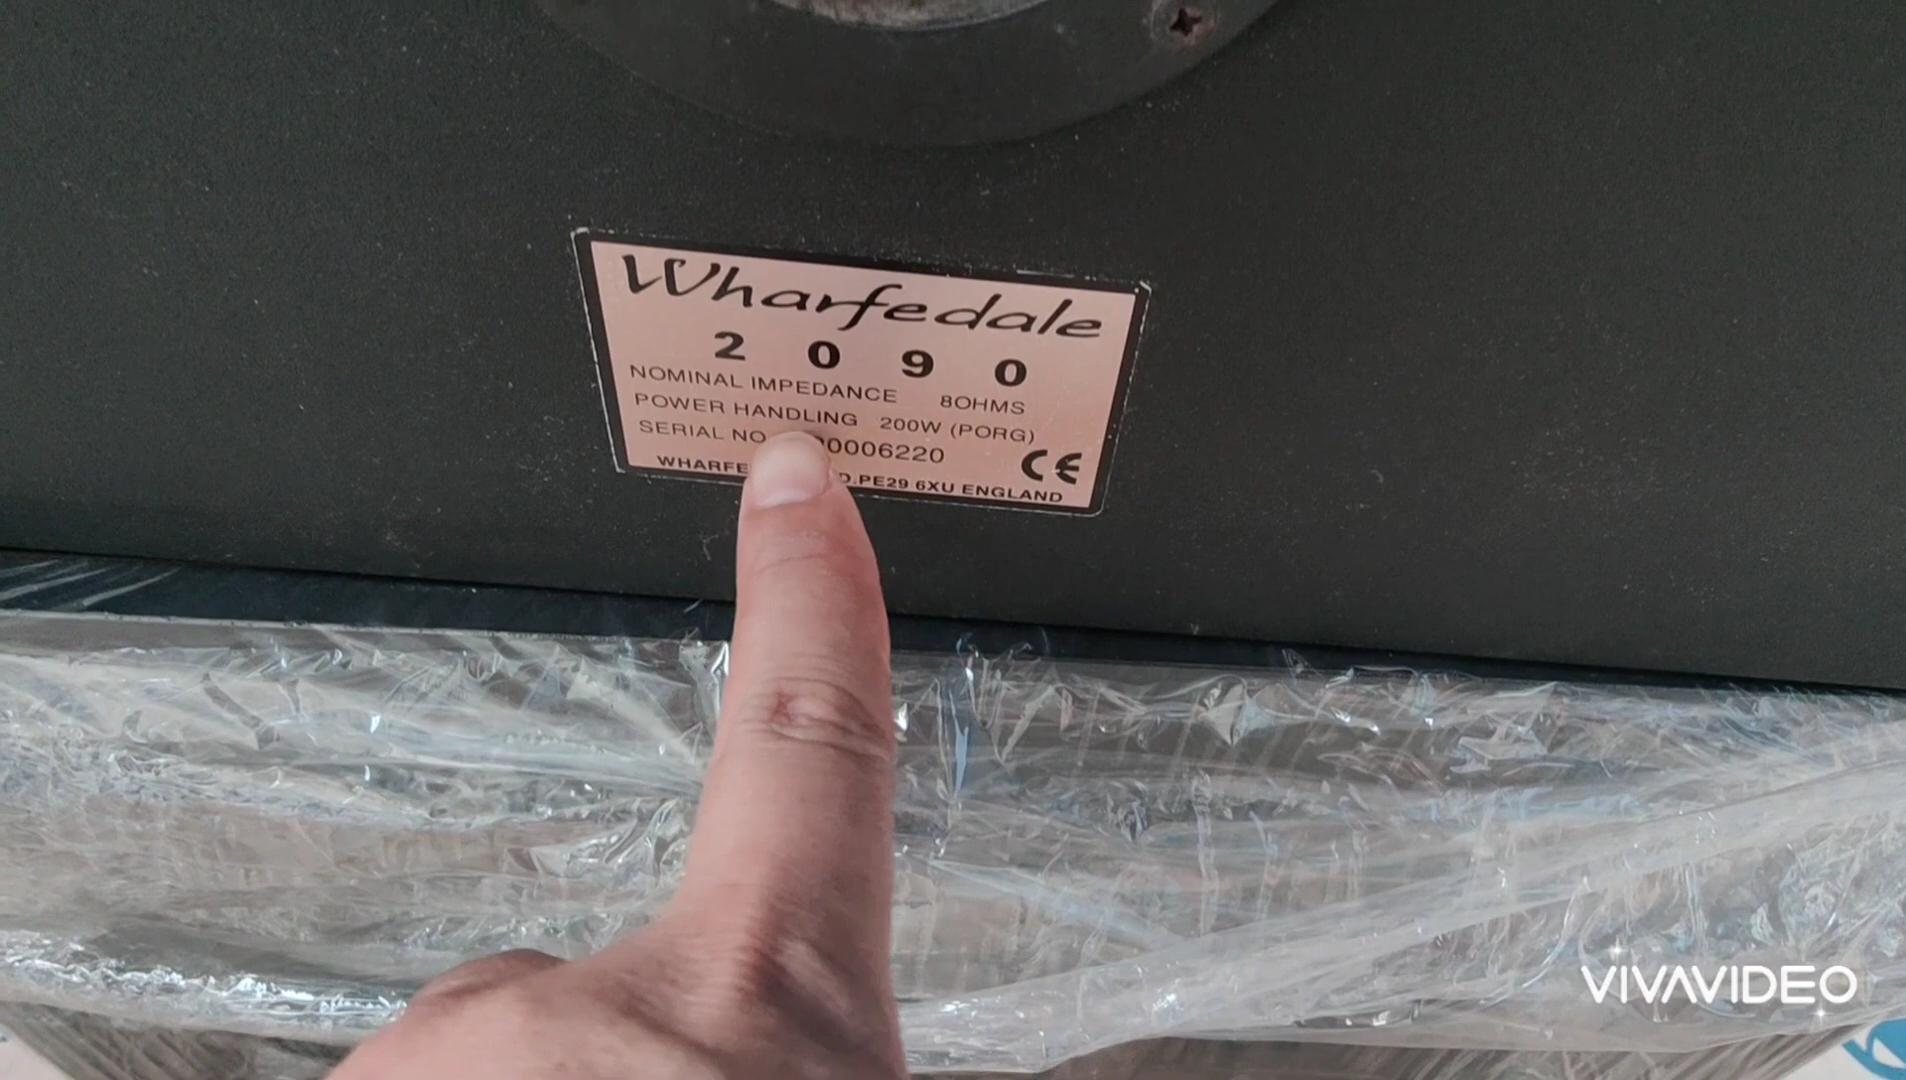 Wharfedale
2 0 9 0
NOMINAL IMPEDANCE 8OHMS
POWER HANDLING 200W (PORG)
SERIAL NO 0006220
CE
PE29 6XU ENGLAND
VIVAVIDEO